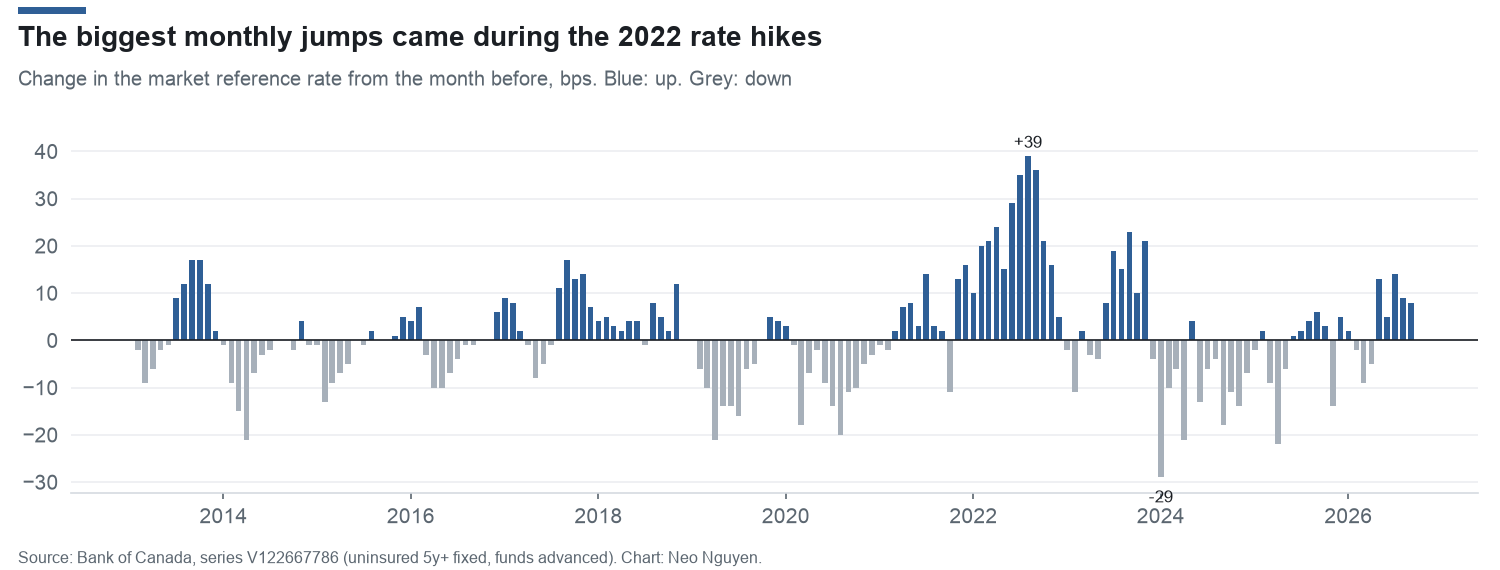 The biggest monthly jumps came during the 2022 rate hikes
Change in the market reference rate from the month before, bps. Blue: up. Grey: down
+39
40
30
20
10
0
−10
−20
−30
-29
2014 2016 2018 2020 2022 2024 2026
Source: Bank of Canada, series V122667786 (uninsured 5y+ fixed, funds advanced). Chart: Neo Nguyen.